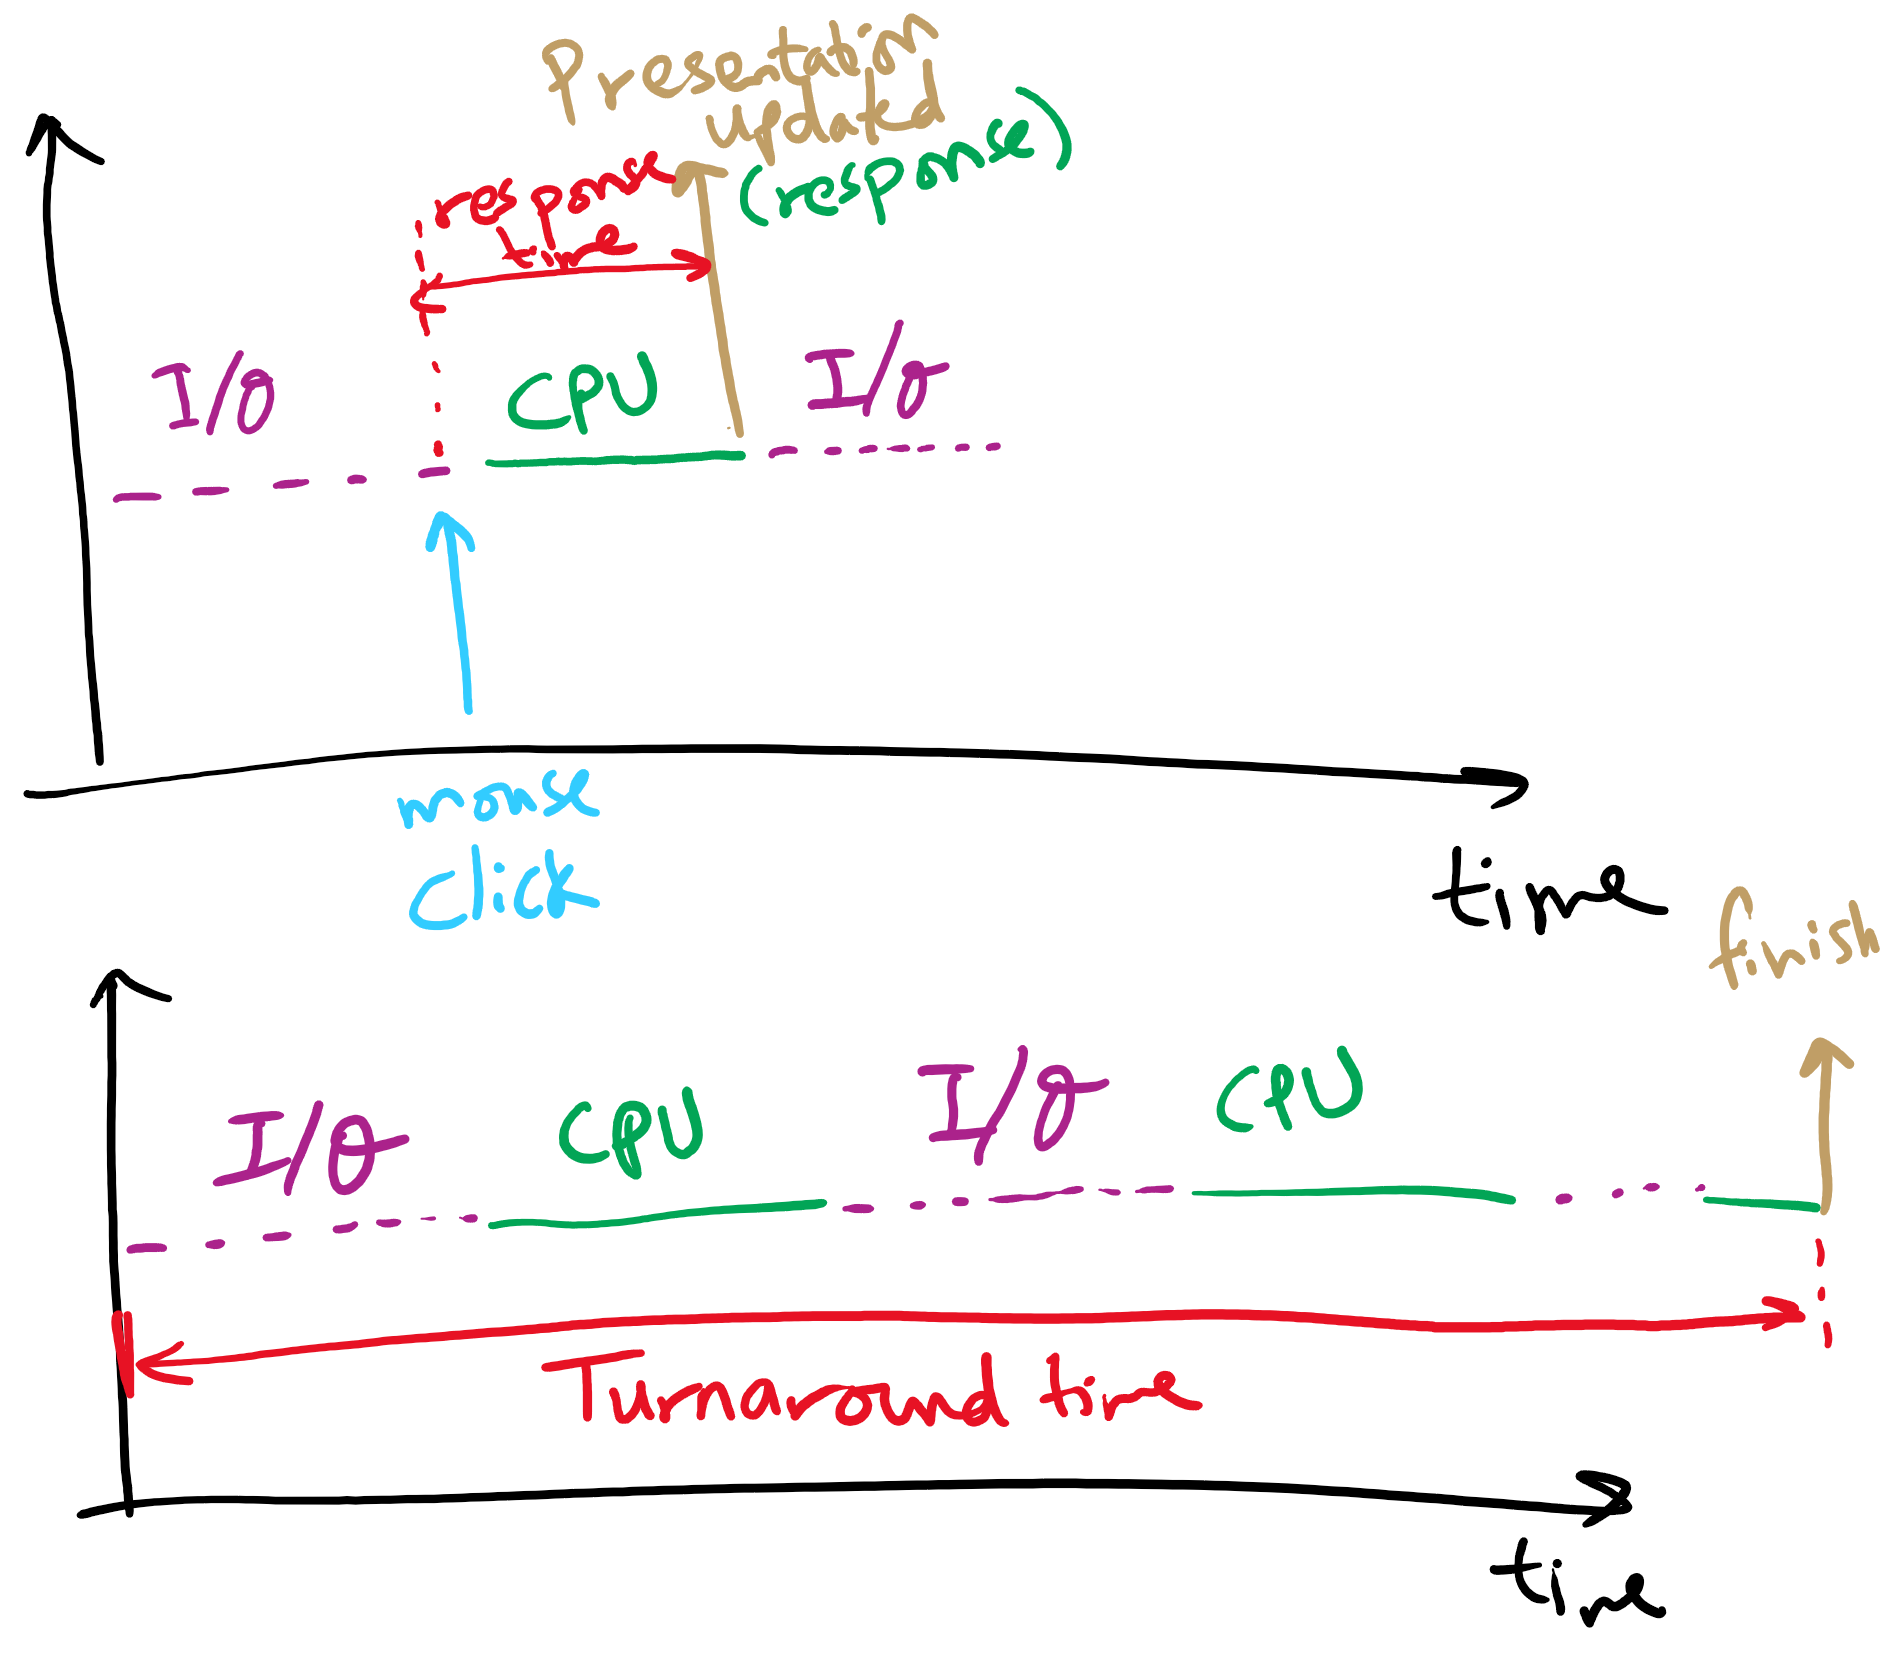 Presentation
updated
(response)
response
time
I/O
CPU
I/O
mouse
click
time
finish
I/O
CPU
I/O
CPU
Turnaround time
time